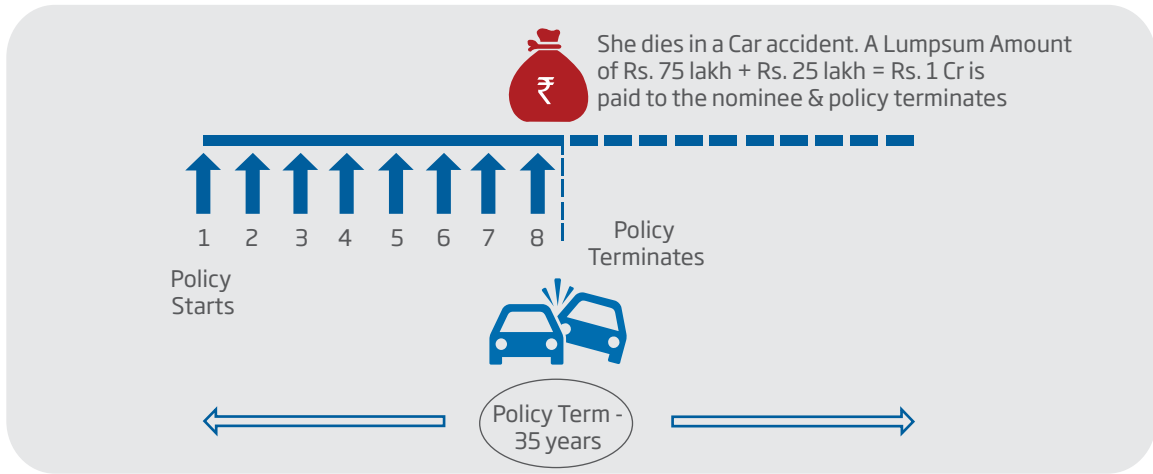 She dies in a Car accident. A Lumpsum Amount
of Rs. 75 lakh + Rs. 25 lakh = Rs. 1 Cr is
paid to the nominee & policy terminates
₹
1 2 3 4 5 6 7 8
Policy
Starts
Policy
Terminates
Policy Term -
35 years